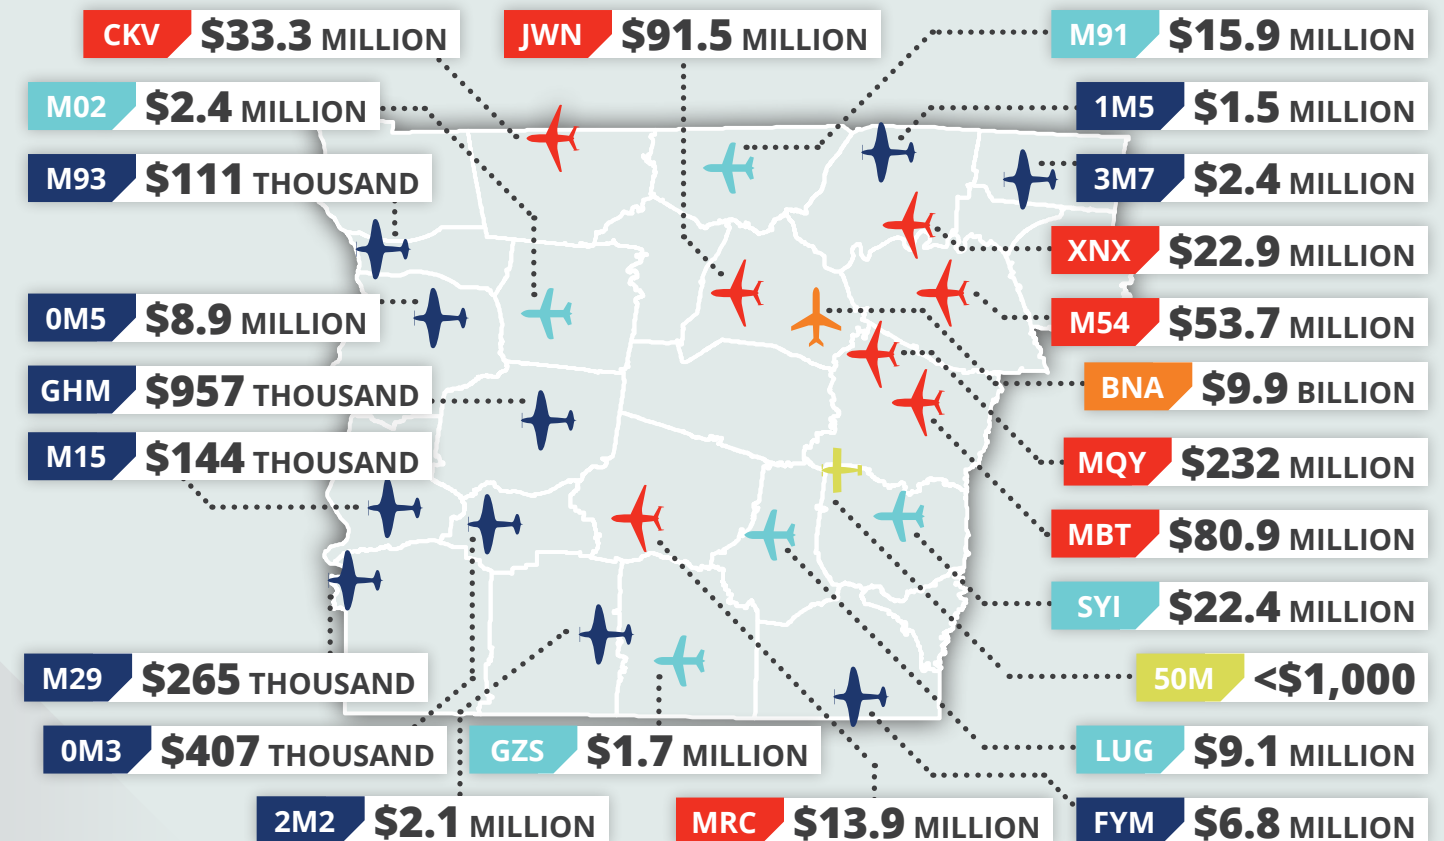 CKV $33.3 MILLION
JWN $91.5 MILLION
M91 $15.9 MILLION
M02 $2.4 MILLION
1M5 $1.5 MILLION
M93 $111 THOUSAND
3M7 $2.4 MILLION
XNX $22.9 MILLION
0M5 $8.9 MILLION
M54 $53.7 MILLION
GHM $957 THOUSAND
BNA $9.9 BILLION
M15 $144 THOUSAND
MQY $232 MILLION
MBT $80.9 MILLION
SYI $22.4 MILLION
M29 $265 THOUSAND
50M <$1,000
0M3 $407 THOUSAND
GZS $1.7 MILLION
LUG $9.1 MILLION
2M2 $2.1 MILLION
MRC $13.9 MILLION
FYM $6.8 MILLION